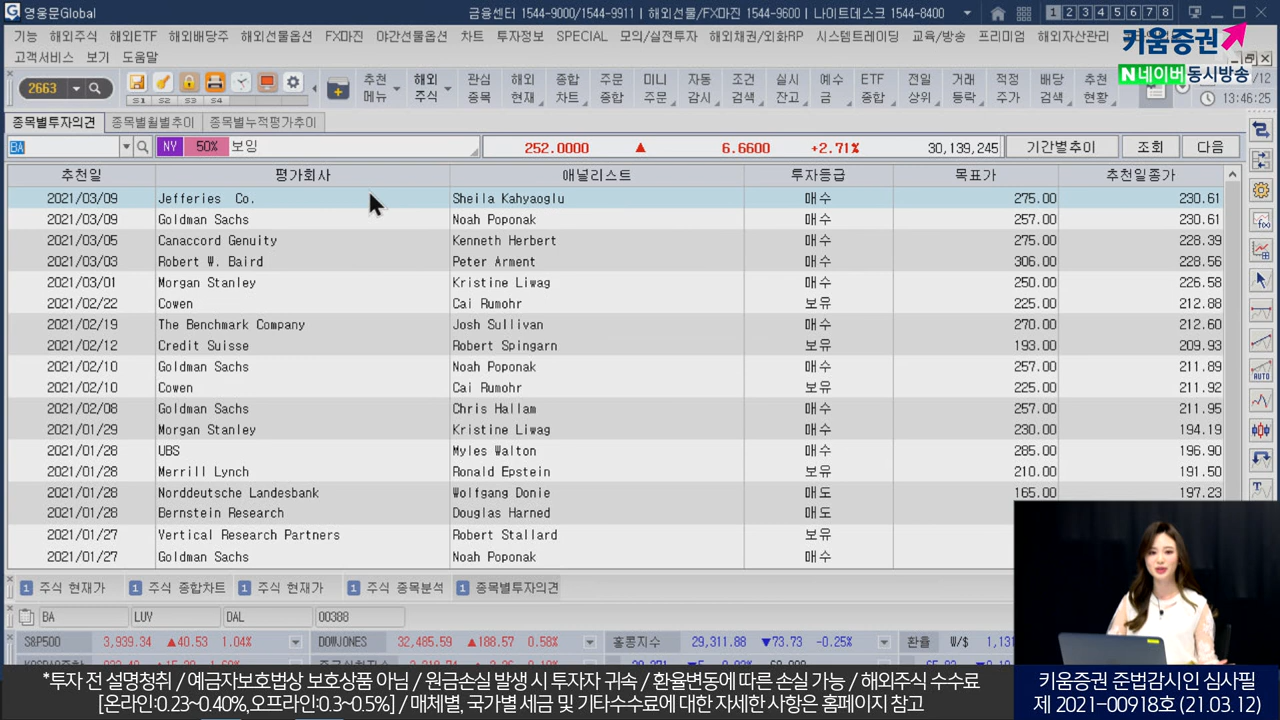 영웅문Global
금융센터 1544-9000/1544-9911 | 해외선물/FX마진 1544-9600 | 나이트데스크 1544-8400
1 2 3 4 5 6 7 8
기능 해외주식 해외ETF 해외배당주 해외선물옵션 FX마진 야간선물옵션 차트 투자정보 SPECIAL 모의/실전투자 해외채권/외화RP 시스템트레이딩 교육/방송 프리미엄 해외자산관리
고객서비스 보기 도움말
키움증권
N 네이버 동시방송
2663
S1 S2 S3 S4
추천 메뉴
해외 주식
관심 종목
해외 현재
종합 차트
주문 종합
미니 주문
자동 감시
조건 검색
실시 잔고
예수 금
ETF 종합
전일 상위
거래 등락
적정 주가
배당 검색
추천 현황
13:46:25
종목별투자의견 종목별월별추이 종목별누적평가추이
BA NY 50% 보잉 252.0000 ▲ 6.6600 +2.71% 30,139,245 기간별추이 조회 다음
추천일 평가회사 애널리스트 투자등급 목표가 추천일종가
2021/03/09 Jefferies Co. Sheila Kahyaoglu 매수 275.00 230.61
2021/03/09 Goldman Sachs Noah Poponak 매수 257.00 230.61
2021/03/05 Canaccord Genuity Kenneth Herbert 매수 275.00 228.39
2021/03/03 Robert W. Baird Peter Arment 매수 306.00 228.56
2021/03/01 Morgan Stanley Kristine Liwag 매수 250.00 226.58
2021/02/22 Cowen Cai Rumohr 보유 225.00 212.88
2021/02/19 The Benchmark Company Josh Sullivan 매수 270.00 212.60
2021/02/12 Credit Suisse Robert Spingarn 보유 193.00 209.93
2021/02/10 Goldman Sachs Noah Poponak 매수 257.00 211.89
2021/02/10 Cowen Cai Rumohr 보유 225.00 211.92
2021/02/08 Goldman Sachs Chris Hallam 매수 257.00 211.95
2021/01/29 Morgan Stanley Kristine Liwag 매수 230.00 194.19
2021/01/28 UBS Myles Walton 매수 285.00 196.90
2021/01/28 Merrill Lynch Ronald Epstein 보유 210.00 191.50
2021/01/28 Norddeutsche Landesbank Wolfgang Donie 매도 165.00 197.23
2021/01/28 Bernstein Research Douglas Harned 매도
2021/01/27 Vertical Research Partners Robert Stallard 보유
2021/01/27 Goldman Sachs Noah Poponak 매수
f(x)
AUTO
1 주식 현재가 1 주식 종합차트 1 주식 현재가 1 주식 종목분석 1 종목별투자의견
BA LUV DAL 00388
S&P500 3,939.34 ▲40.53 1.04% DOWJONES 32,485.59 ▲188.57 0.58% 홍콩지수 29,311.88 ▼73.73 -0.25% 환율 W/$ 1,131
*투자 전 설명청취 / 예금자보호법상 보호상품 아님 / 원금손실 발생 시 투자자 귀속 / 환율변동에 따른 손실 가능 / 해외주식 수수료
[온라인:0.23~0.40%,오프라인:0.3~0.5%] / 매체별, 국가별 세금 및 기타수수료에 대한 자세한 사항은 홈페이지 참고
키움증권 준법감시인 심사필
제 2021-00918호 (21.03.12)